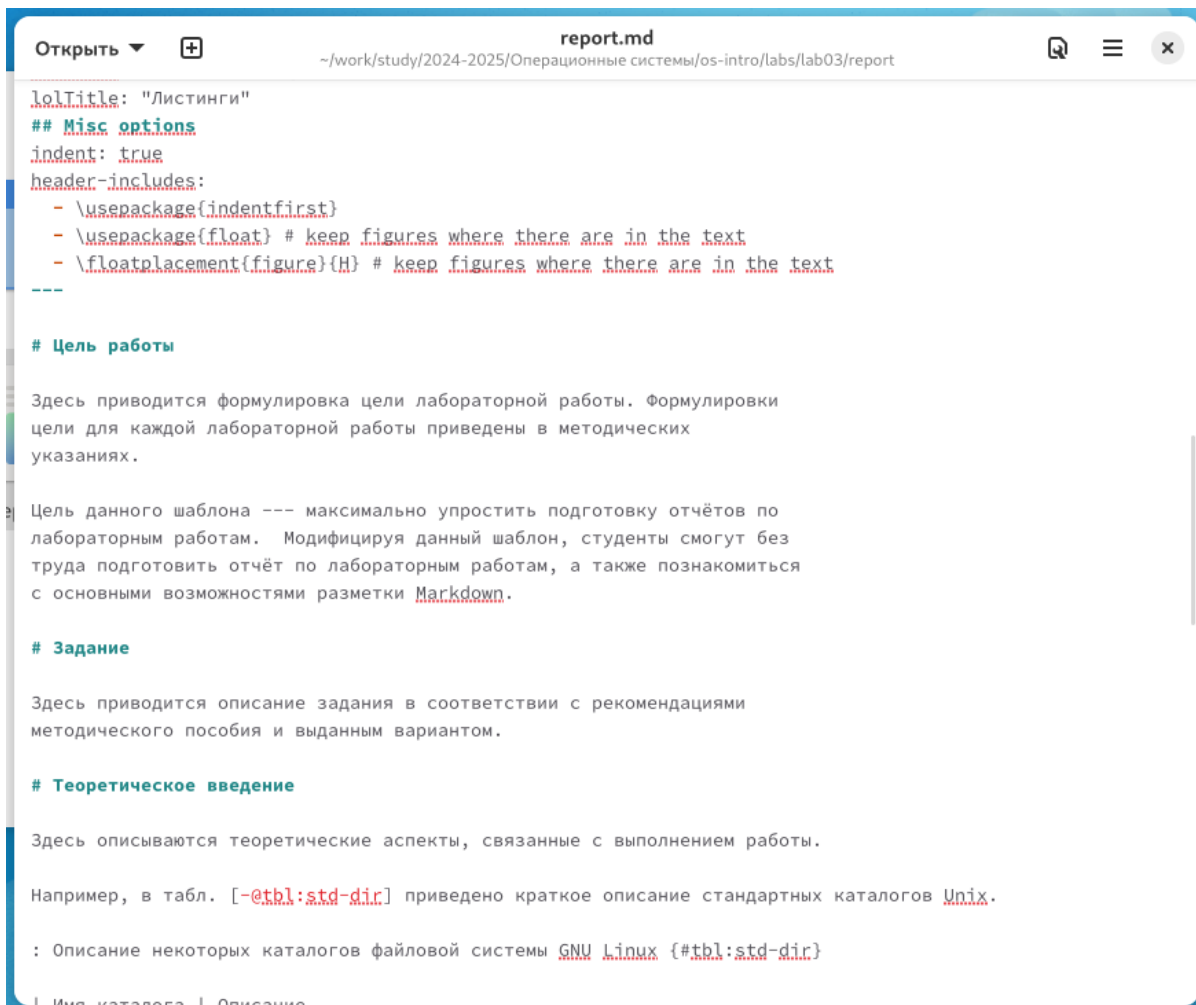 Открыть
report.md
~/work/study/2024-2025/Операционные системы/os-intro/labs/lab03/report
lolTitle: "Листинги"
## Misc options
indent: true
header-includes:
  - \usepackage{indentfirst}
  - \usepackage{float} # keep figures where there are in the text
  - \floatplacement{figure}{H} # keep figures where there are in the text
---
# Цель работы
Здесь приводится формулировка цели лабораторной работы. Формулировки
цели для каждой лабораторной работы приведены в методических
указаниях.
Цель данного шаблона --- максимально упростить подготовку отчётов по
лабораторным работам.  Модифицируя данный шаблон, студенты смогут без
труда подготовить отчёт по лабораторным работам, а также познакомиться
с основными возможностями разметки Markdown.
# Задание
Здесь приводится описание задания в соответствии с рекомендациями
методического пособия и выданным вариантом.
# Теоретическое введение
Здесь описываются теоретические аспекты, связанные с выполнением работы.
Например, в табл. [-@tbl:std-dir] приведено краткое описание стандартных каталогов Unix.
: Описание некоторых каталогов файловой системы GNU Linux {#tbl:std-dir}
| Имя каталога | Описание